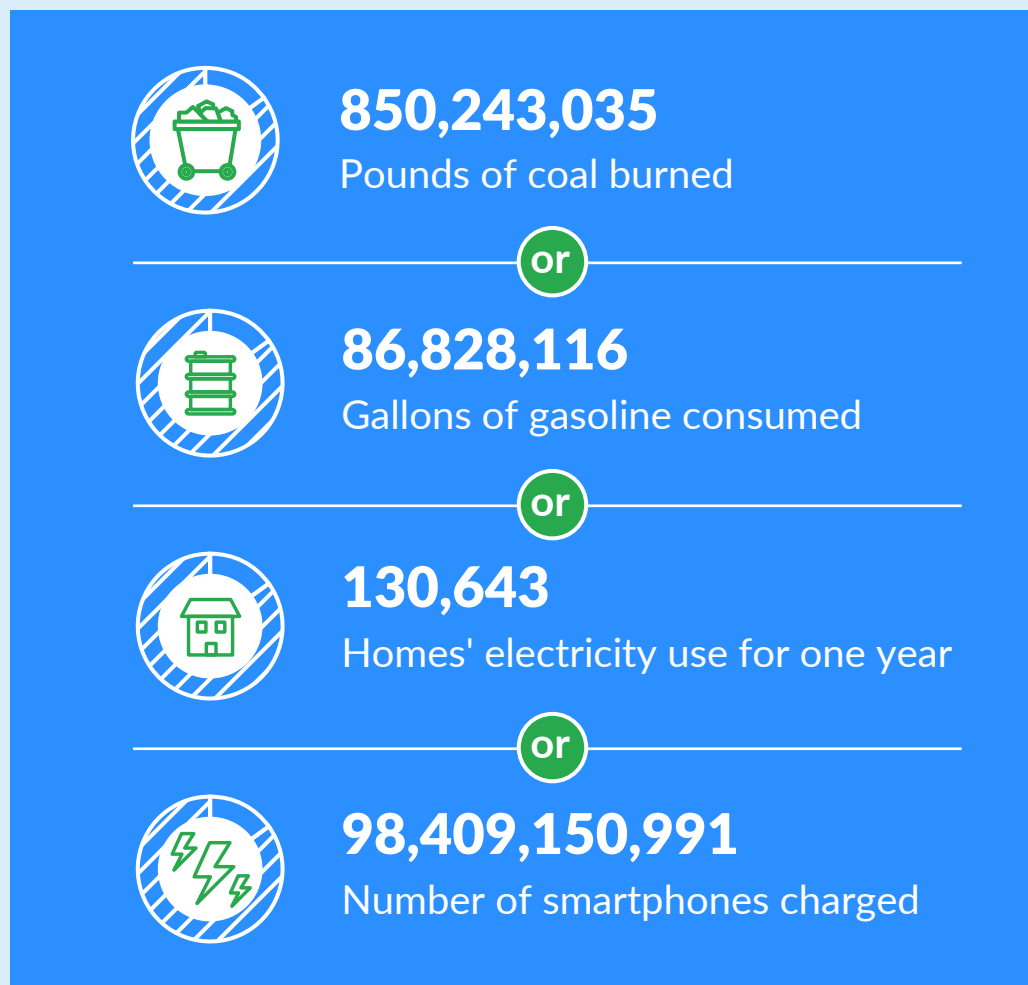 850,243,035
Pounds of coal burned
or
86,828,116
Gallons of gasoline consumed
or
130,643
Homes' electricity use for one year
or
98,409,150,991
Number of smartphones charged